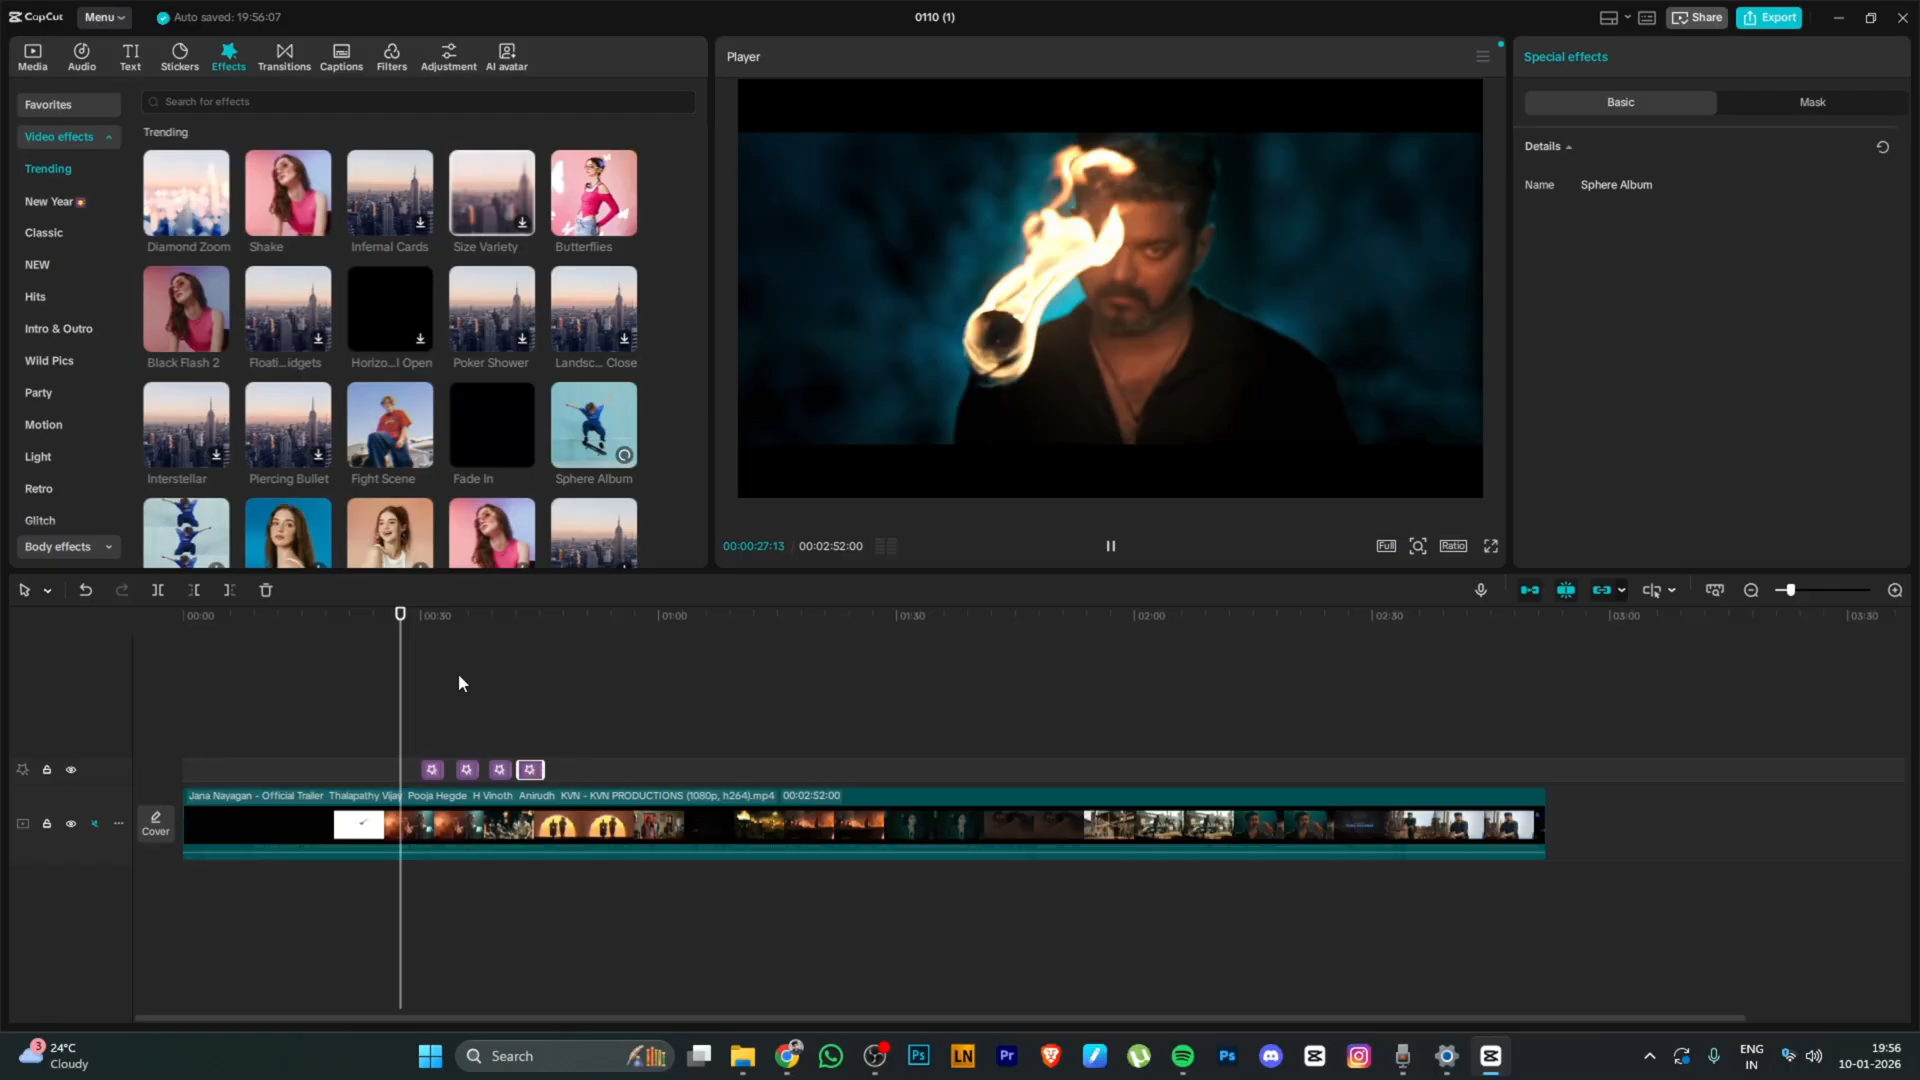 CapCut
Menu
Auto saved: 19:56:07
0110 (1)
Share
Export
Media
Audio
Text
Stickers
Effects
Transitions
Captions
Filters
Adjustment
AI avatar
Favorites
Video effects
Trending
New Year
Classic
NEW
Hits
Intro & Outro
Wild Pics
Party
Motion
Light
Retro
Glitch
Body effects
Search for effects
Trending
Diamond Zoom
Shake
Infernal Cards
Size Variety
Butterflies
Black Flash 2
Floati...idgets
Horizo...l Open
Poker Shower
Landsc... Close
Interstellar
Piercing Bullet
Fight Scene
Fade In
Sphere Album
Player
00:00:27:13 / 00:02:52:00
Full
Ratio
Special effects
Basic
Mask
Details
Name
Sphere Album
00:00
00:30
01:00
01:30
02:00
02:30
03:00
03:30
Jana Nayagan - Official Trailer Thalapathy Vijay Pooja Hegde H Vinoth Anirudh KVN - KVN PRODUCTIONS (1080p, h264).mp4 00:02:52:00
Cover
3
24°C
Cloudy
Search
Ps
LN
Pr
Ps
ENG
IN
19:56
10-01-2026